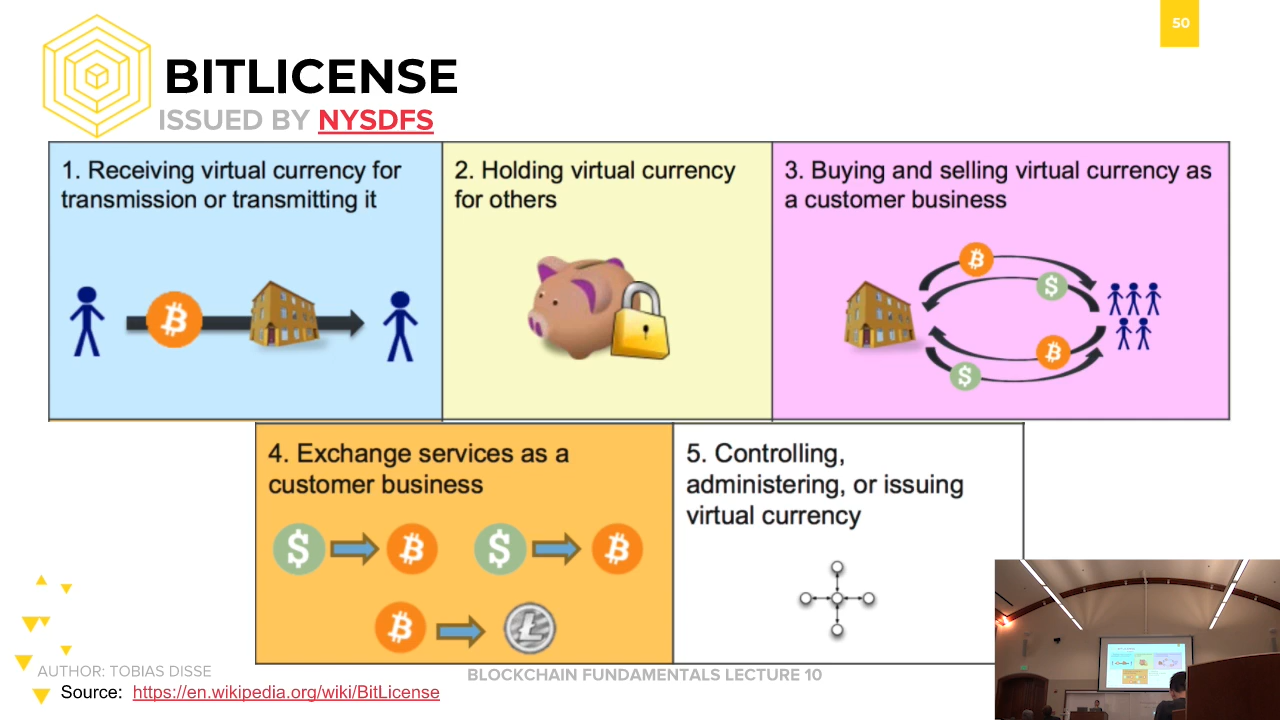 50
BITLICENSE
ISSUED BY NYSDFS
1. Receiving virtual currency for
transmission or transmitting it
2. Holding virtual currency
for others
3. Buying and selling virtual currency as
a customer business
4. Exchange services as a
customer business
5. Controlling,
administering, or issuing
virtual currency
AUTHOR: TOBIAS DISSE
BLOCKCHAIN FUNDAMENTALS LECTURE 10
Source: https://en.wikipedia.org/wiki/BitLicense